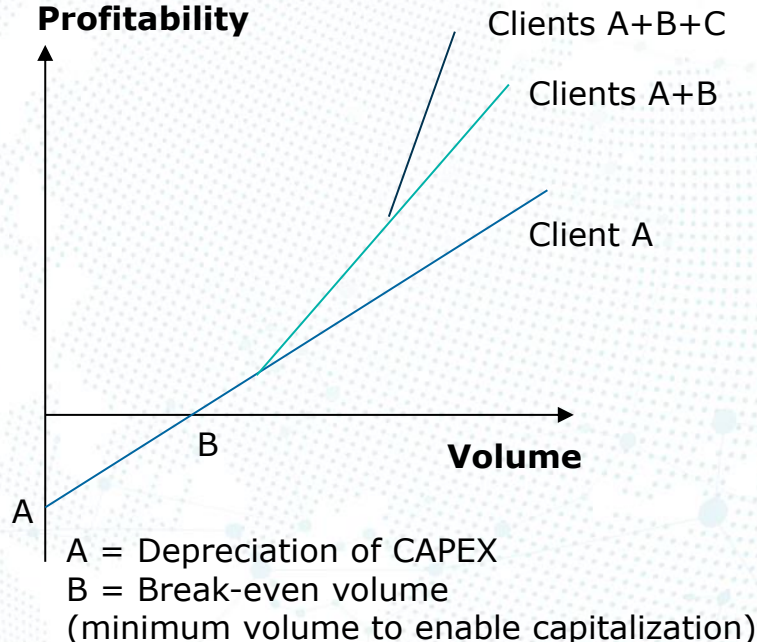 Profitability
Clients A+B+C
Clients A+B
Client A
B
Volume
A
A = Depreciation of CAPEX
B = Break-even volume
(minimum volume to enable capitalization)